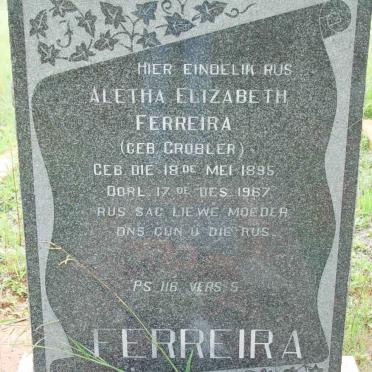 HIER EINDELIK RUS
ALETHA ELIZABETH
FERREIRA
(GEB. GROBLER)
GEB. DIE 18DE MEI 1895
OORL. 17DE DES. 1967
RUS SAG LIEWE MOEDER
ONS GUN U DIE RUS
PS 116 VERS 5
FERREIRA